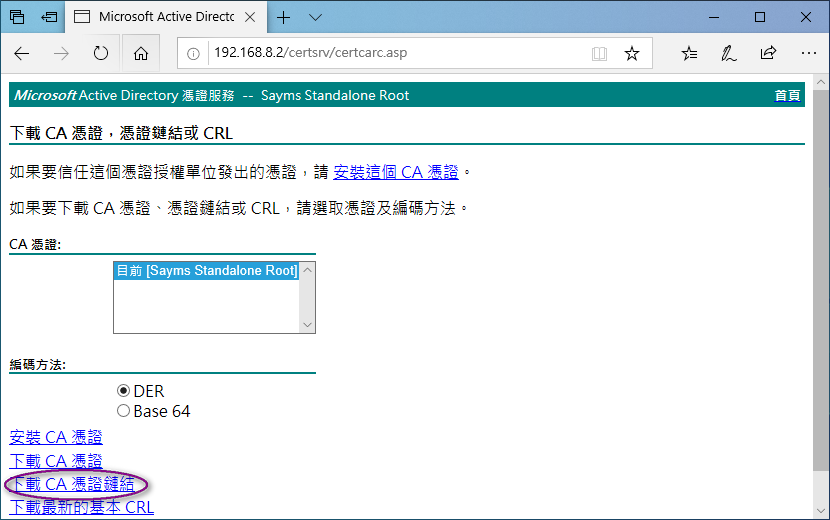 Microsoft Active Directo
192.168.8.2/certsrv/certcarc.asp
Microsoft Active Directory 憑證服務 -- Sayms Standalone Root 首頁
下載 CA 憑證，憑證鏈結或 CRL
如果要信任這個憑證授權單位發出的憑證，請 安裝這個 CA 憑證。
如果要下載 CA 憑證、憑證鏈結或 CRL，請選取憑證及編碼方法。
CA 憑證:
目前 [Sayms Standalone Root]
編碼方法:
DER
Base 64
安裝 CA 憑證
下載 CA 憑證
下載 CA 憑證鏈結
下載最新的基本 CRL